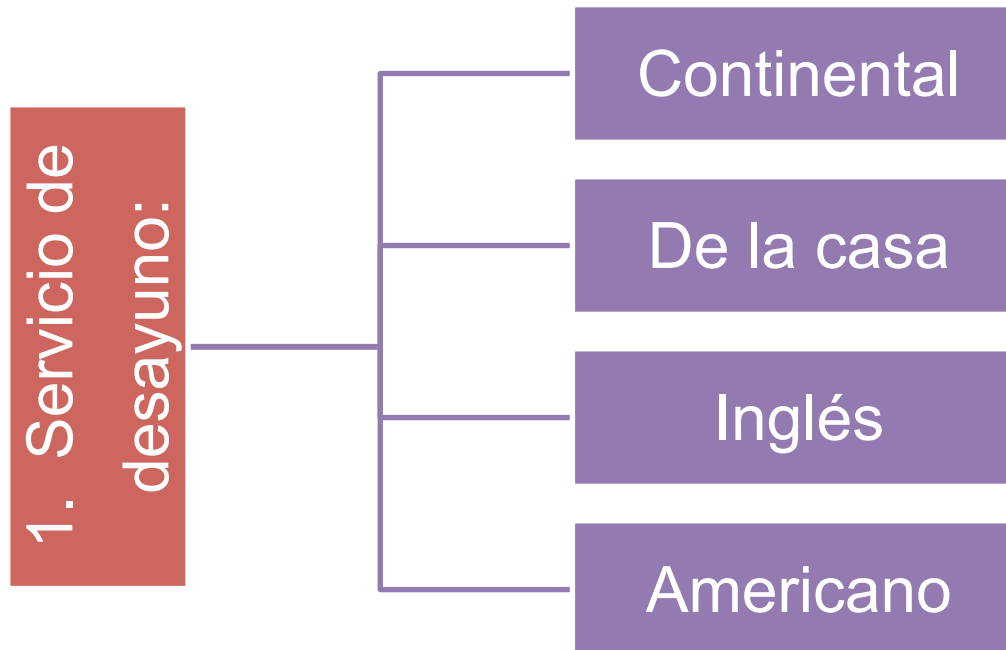 1. Servicio de
desayuno:
Continental
De la casa
Inglés
Americano